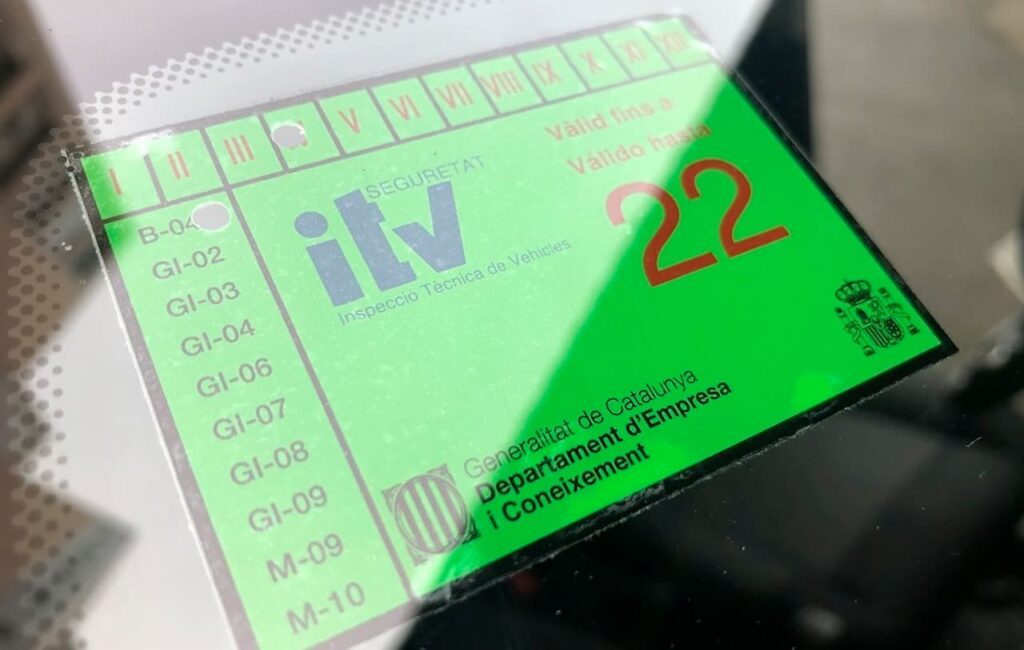 I II III V VI VII VIII IX X XI XII
B-04
GI-02
GI-03
GI-04
GI-06
GI-07
GI-08
GI-09
M-09
M-10
SEGURETAT
itv
Inspecció Tècnica de Vehicles
Vàlid fins a
Válido hasta
22
Generalitat de Catalunya
Departament d'Empresa
i Coneixement